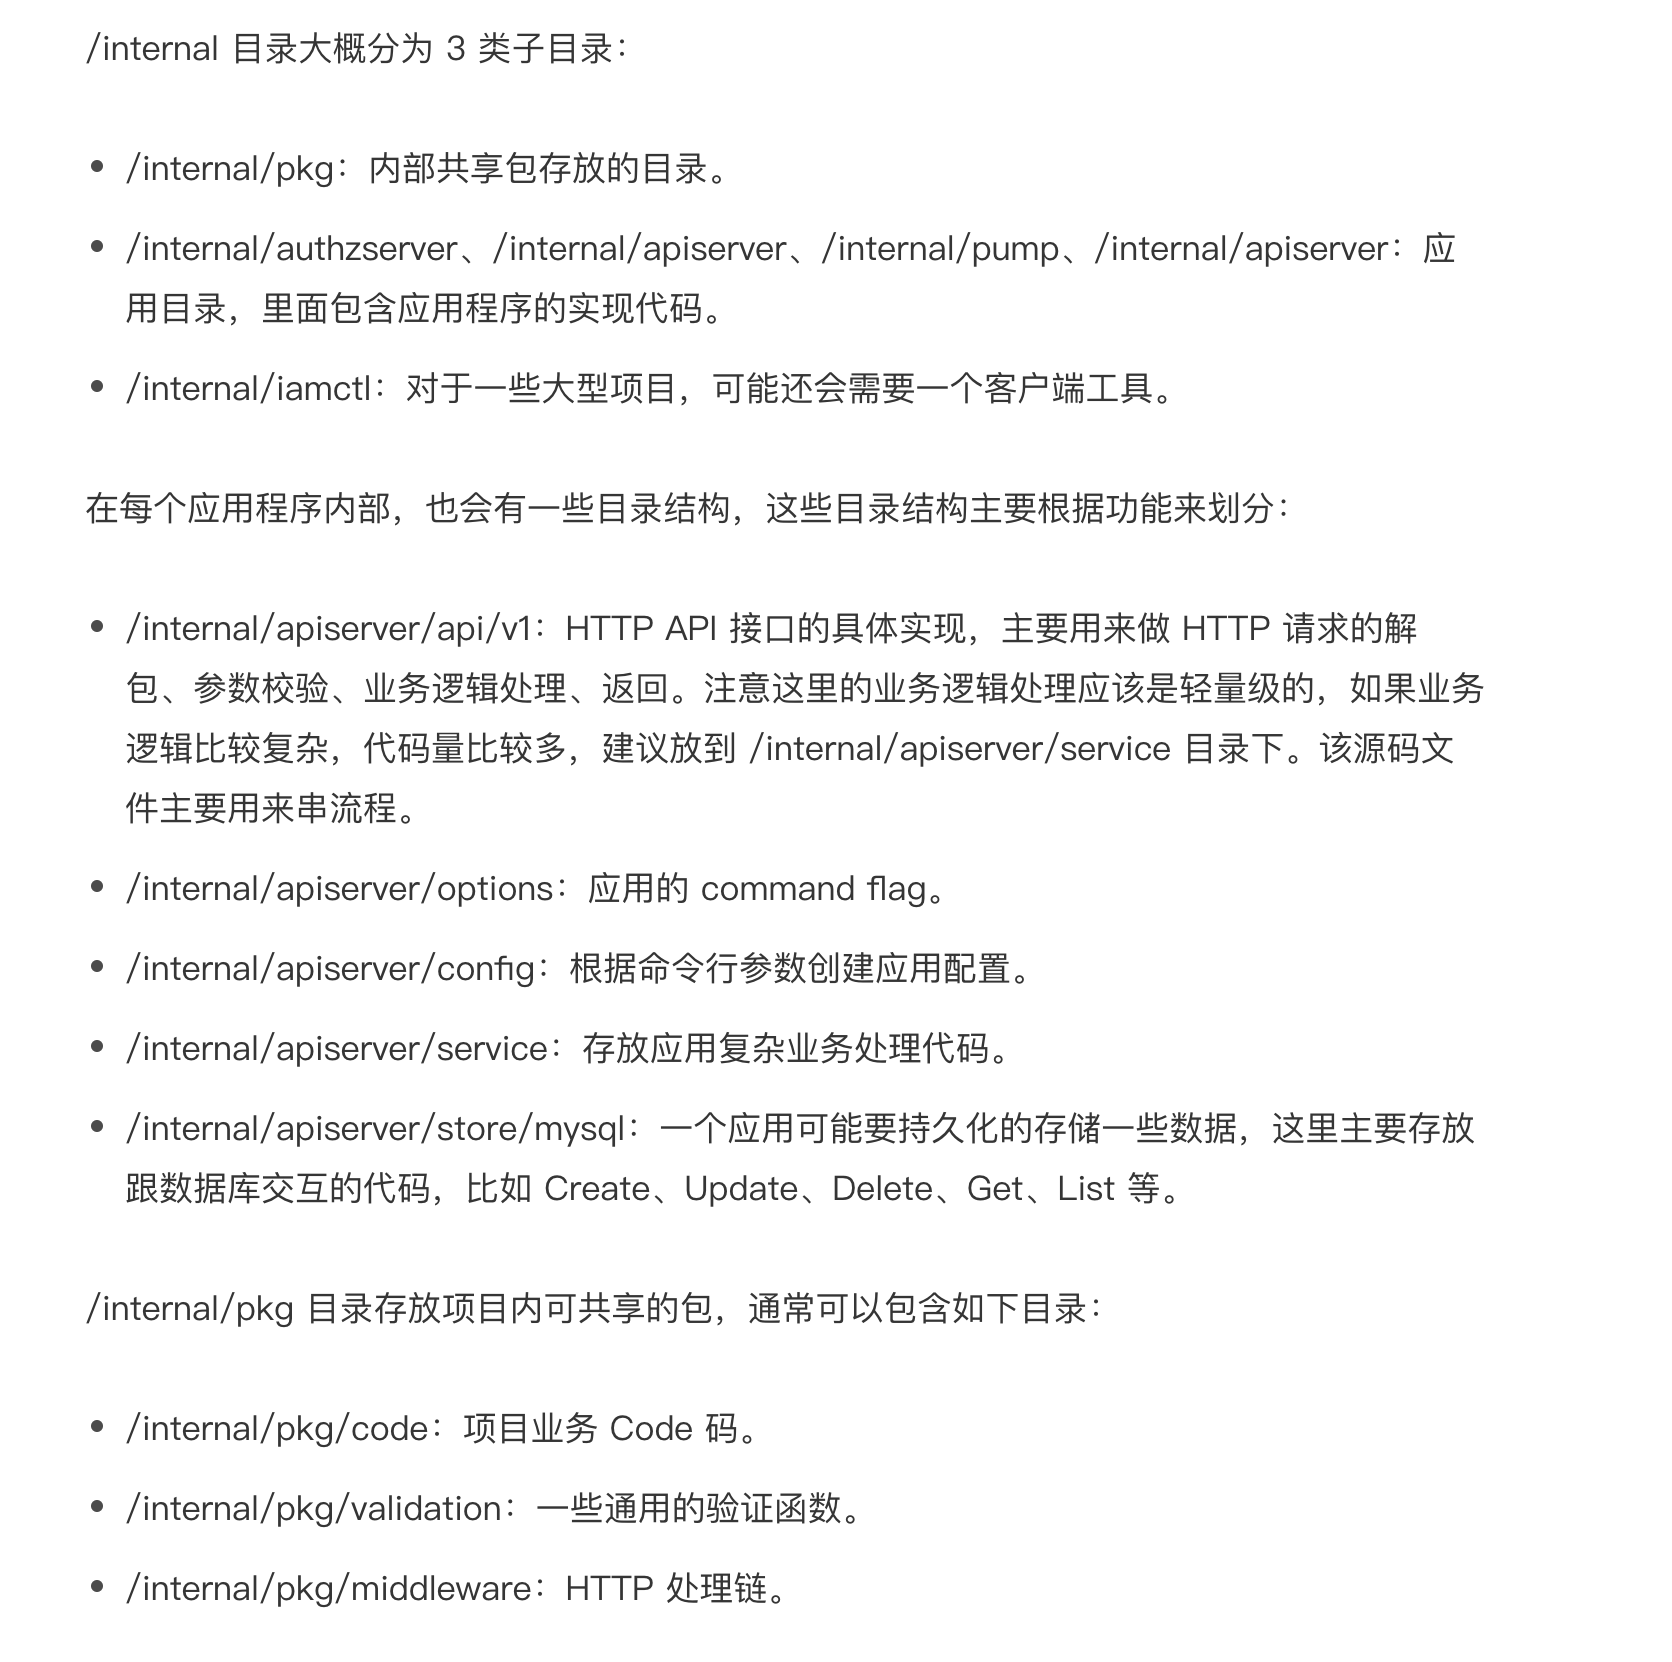 /internal 目录大概分为 3 类子目录：
• /internal/pkg：内部共享包存放的目录。
• /internal/authzserver、/internal/apiserver、/internal/pump、/internal/apiserver：应
用目录，里面包含应用程序的实现代码。
• /internal/iamctl：对于一些大型项目，可能还会需要一个客户端工具。
在每个应用程序内部，也会有一些目录结构，这些目录结构主要根据功能来划分：
• /internal/apiserver/api/v1：HTTP API 接口的具体实现，主要用来做 HTTP 请求的解
包、参数校验、业务逻辑处理、返回。注意这里的业务逻辑处理应该是轻量级的，如果业务
逻辑比较复杂，代码量比较多，建议放到 /internal/apiserver/service 目录下。该源码文
件主要用来串流程。
• /internal/apiserver/options：应用的 command flag。
• /internal/apiserver/config：根据命令行参数创建应用配置。
• /internal/apiserver/service：存放应用复杂业务处理代码。
• /internal/apiserver/store/mysql：一个应用可能要持久化的存储一些数据，这里主要存放
跟数据库交互的代码，比如 Create、Update、Delete、Get、List 等。
/internal/pkg 目录存放项目内可共享的包，通常可以包含如下目录：
• /internal/pkg/code：项目业务 Code 码。
• /internal/pkg/validation：一些通用的验证函数。
• /internal/pkg/middleware：HTTP 处理链。